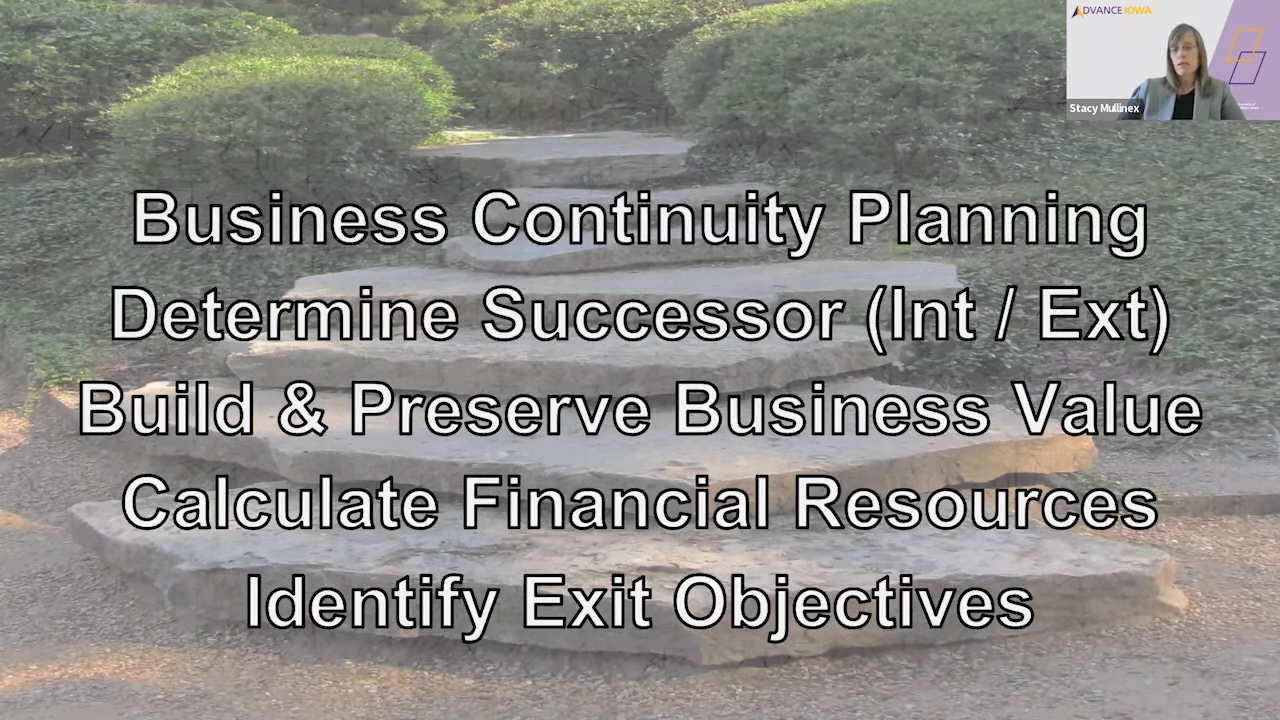 ADVANCE IOWA
Stacy Mullinex
Business Continuity Planning
Determine Successor (Int / Ext)
Build & Preserve Business Value
Calculate Financial Resources
Identify Exit Objectives